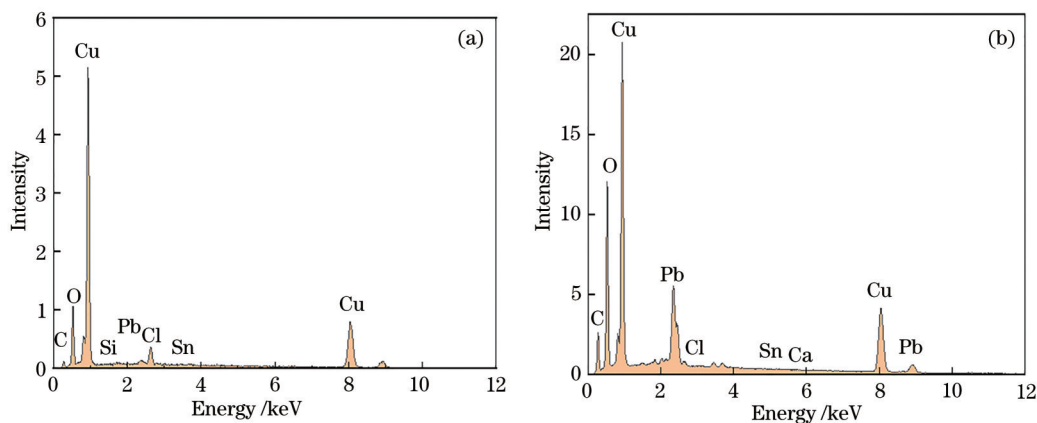 (a)
Intensity
6
5
4
3
2
1
0
Cu
O
C
Si
Pb
Cl
Sn
Cu
0 2 4 6 8 10 12
Energy /keV
(b)
Intensity
20
15
10
5
0
Cu
O
C
Pb
Cl
Sn
Ca
Cu
Pb
0 2 4 6 8 10 12
Energy /keV